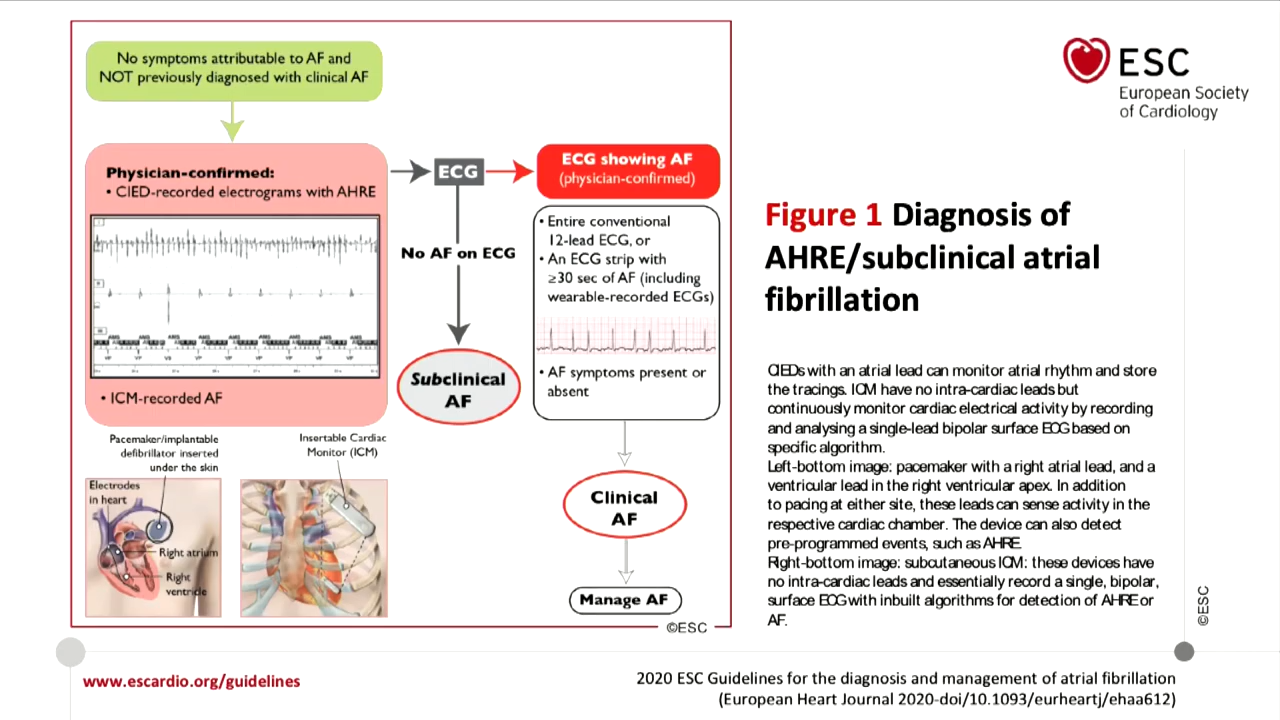 No symptoms attributable to AF and
NOT previously diagnosed with clinical AF
Physician-confirmed:
• CIED-recorded electrograms with AHRE
• ICM-recorded AF
Pacemaker/implantable
defibrillator inserted
under the skin
Electrodes
in heart
Right atrium
Right
ventricle
Insertable Cardiac
Monitor (ICM)
ECG
No AF on ECG
Subclinical
AF
ECG showing AF
(physician-confirmed)
• Entire conventional
12-lead ECG, or
• An ECG strip with
≥30 sec of AF (including
wearable-recorded ECGs)
• AF symptoms present or
absent
Clinical
AF
Manage AF
©ESC
ESC
European Society
of Cardiology
Figure 1 Diagnosis of
AHRE/subclinical atrial
fibrillation
CIEDs with an atrial lead can monitor atrial rhythm and store
the tracings. ICM have no intra-cardiac leads but
continuously monitor cardiac electrical activity by recording
and analysing a single-lead bipolar surface ECG based on
specific algorithm.
Left-bottom image: pacemaker with a right atrial lead, and a
ventricular lead in the right ventricular apex. In addition
to pacing at either site, these leads can sense activity in the
respective cardiac chamber. The device can also detect
pre-programmed events, such as AHRE.
Right-bottom image: subcutaneous ICM: these devices have
no intra-cardiac leads and essentially record a single, bipolar,
surface ECG with inbuilt algorithms for detection of AHRE or
AF.
©ESC
www.escardio.org/guidelines
2020 ESC Guidelines for the diagnosis and management of atrial fibrillation
(European Heart Journal 2020-doi/10.1093/eurheartj/ehaa612)